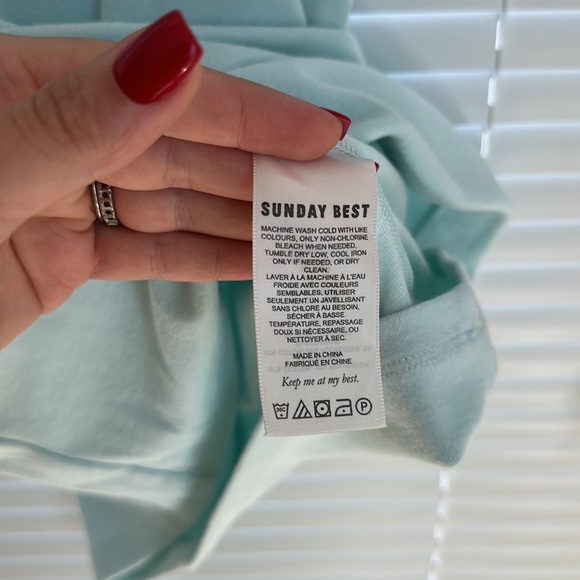 SUNDAY BEST
MACHINE WASH COLD WITH LIKE
COLOURS, ONLY NON-CHLORINE
BLEACH WHEN NEEDED,
TUMBLE DRY LOW, COOL IRON
ONLY IF NEEDED, OR DRY
CLEAN.
LAVER À LA MACHINE À L'EAU
FROIDE AVEC COULEURS
SEMBLABLES, UTILISER
SEULEMENT UN JAVELLISANT
SANS CHLORE AU BESOIN,
SÉCHER À BASSE
TEMPÉRATURE, REPASSAGE
DOUX SI NÉCESSAIRE, OU
NETTOYER À SEC.
MADE IN CHINA
FABRIQUÉ EN CHINE
Keep me at my best.
P